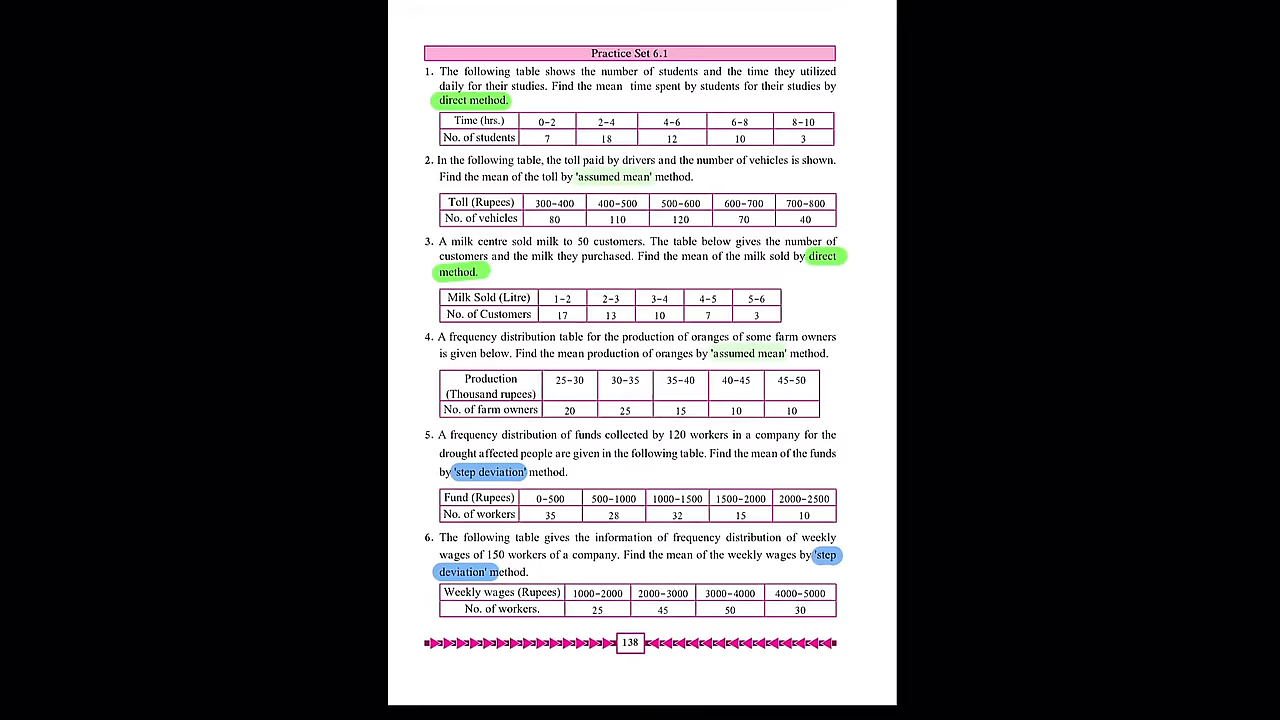 Practice Set 6.1
1. The following table shows the number of students and the time they utilized
daily for their studies. Find the mean time spent by students for their studies by
direct method.
Time (hrs.) 0-2 2-4 4-6 6-8 8-10
No. of students 7 18 12 10 3
2. In the following table, the toll paid by drivers and the number of vehicles is shown.
Find the mean of the toll by 'assumed mean' method.
Toll (Rupees) 300-400 400-500 500-600 600-700 700-800
No. of vehicles 80 110 120 70 40
3. A milk centre sold milk to 50 customers. The table below gives the number of
customers and the milk they purchased. Find the mean of the milk sold by direct
method.
Milk Sold (Litre) 1-2 2-3 3-4 4-5 5-6
No. of Customers 17 13 10 7 3
4. A frequency distribution table for the production of oranges of some farm owners
is given below. Find the mean production of oranges by 'assumed mean' method.
Production 25-30 30-35 35-40 40-45 45-50
(Thousand rupees)
No. of farm owners 20 25 15 10 10
5. A frequency distribution of funds collected by 120 workers in a company for the
drought affected people are given in the following table. Find the mean of the funds
by 'step deviation' method.
Fund (Rupees) 0-500 500-1000 1000-1500 1500-2000 2000-2500
No. of workers 35 28 32 15 10
6. The following table gives the information of frequency distribution of weekly
wages of 150 workers of a company. Find the mean of the weekly wages by 'step
deviation' method.
Weekly wages (Rupees) 1000-2000 2000-3000 3000-4000 4000-5000
No. of workers. 25 45 50 30
138